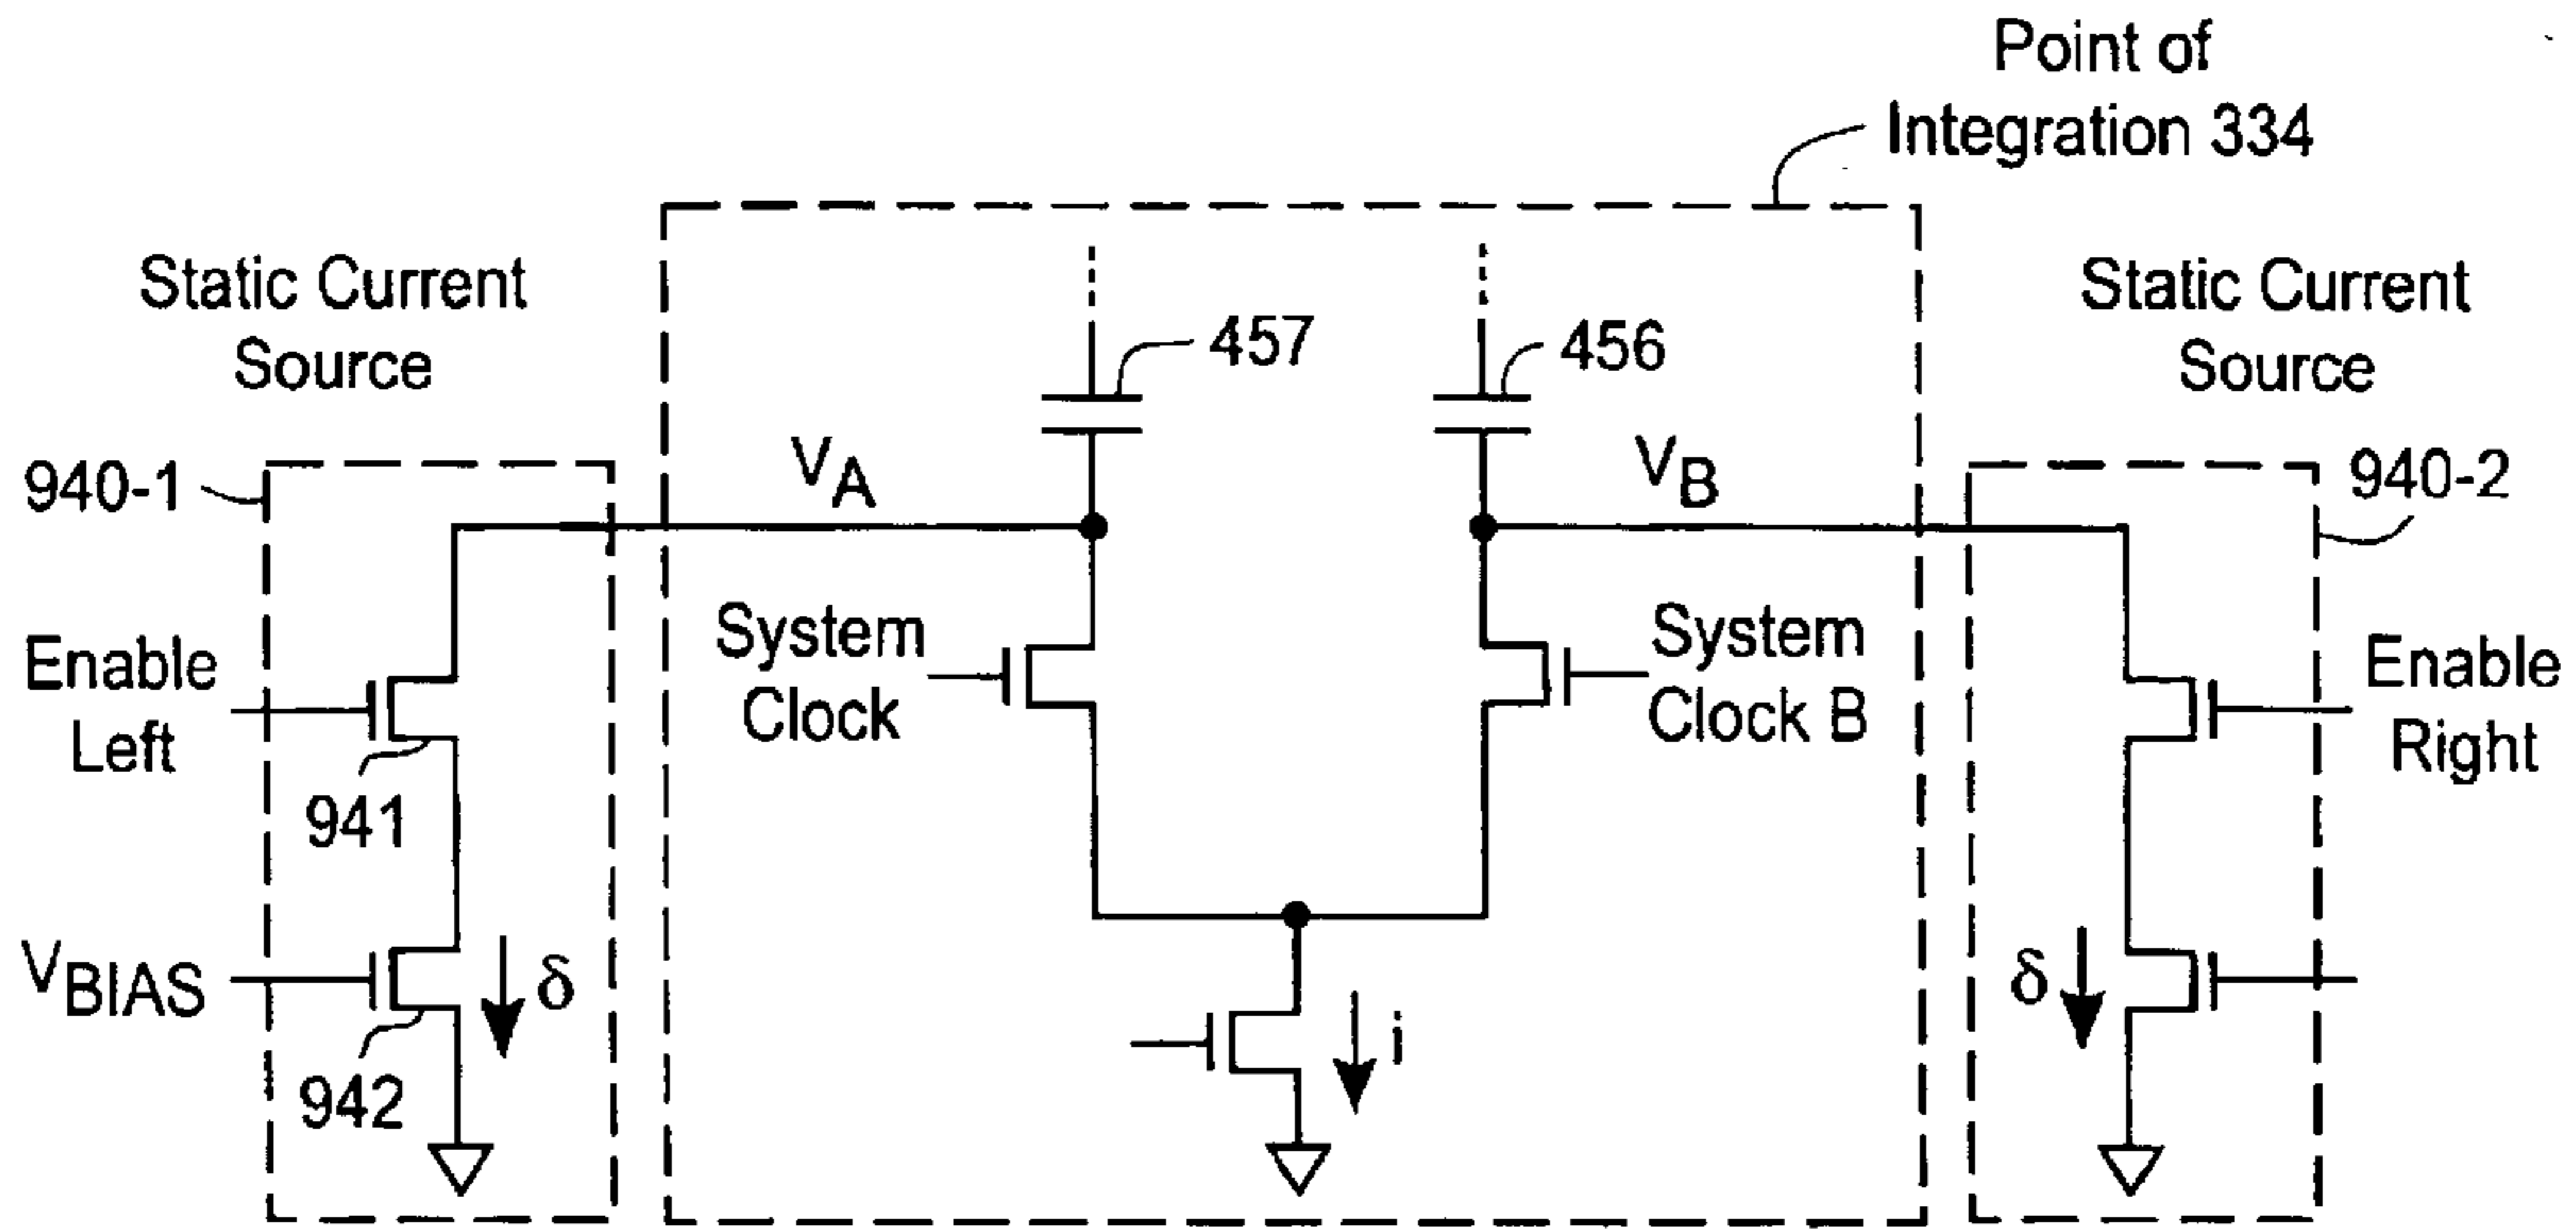 Point of
Integration 334
Static Current
Source
Static Current
Source
457
456
940-1
V_A
V_B
940-2
Enable
Left
System
Clock
System
Clock B
Enable
Right
941
V_BIAS
δ
i
δ
942